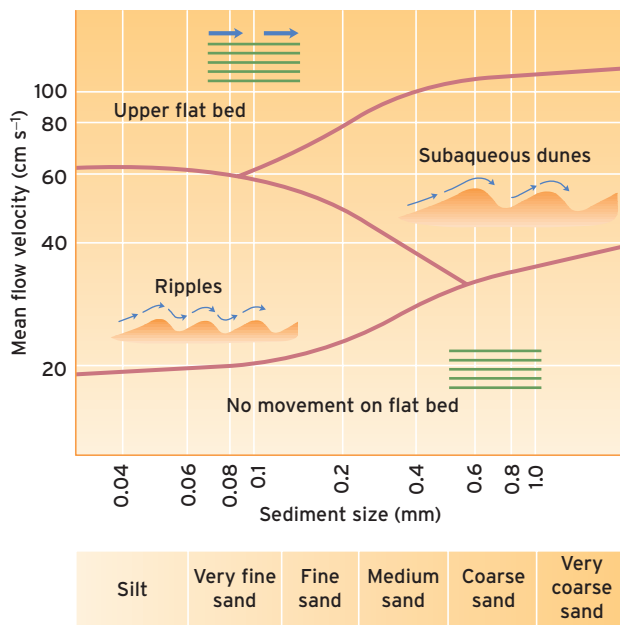 100
80
60
40
20
Mean flow velocity (cm s⁻¹)
Upper flat bed
Subaqueous dunes
Ripples
No movement on flat bed
0.04
0.06
0.08
0.1
0.2
0.4
0.6
0.8
1.0
Sediment size (mm)
Silt
Very fine
sand
Fine
sand
Medium
sand
Coarse
sand
Very
coarse
sand